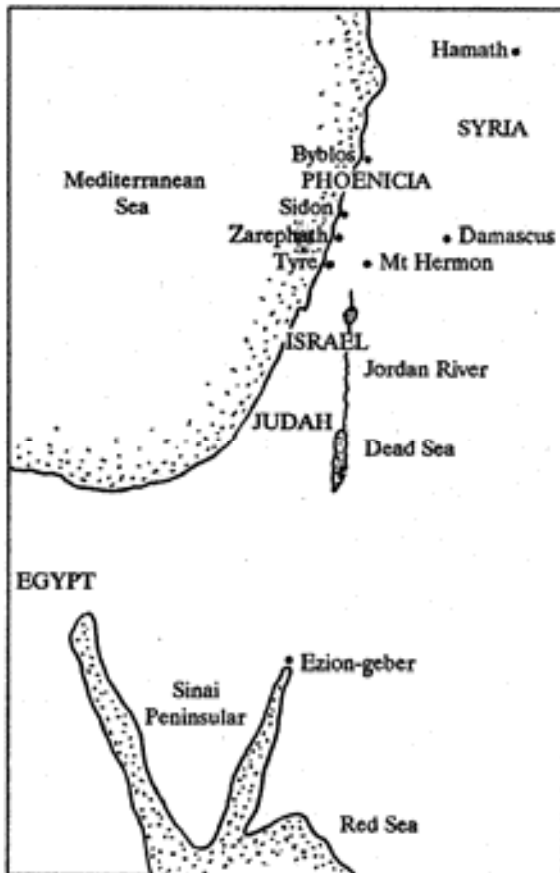 Hamath
SYRIA
Byblos
PHOENICIA
Mediterranean
Sea
Sidon
Zarephath
Damascus
Tyre
Mt Hermon
ISRAEL
Jordan River
JUDAH
Dead Sea
EGYPT
Ezion-geber
Sinai
Peninsular
Red Sea